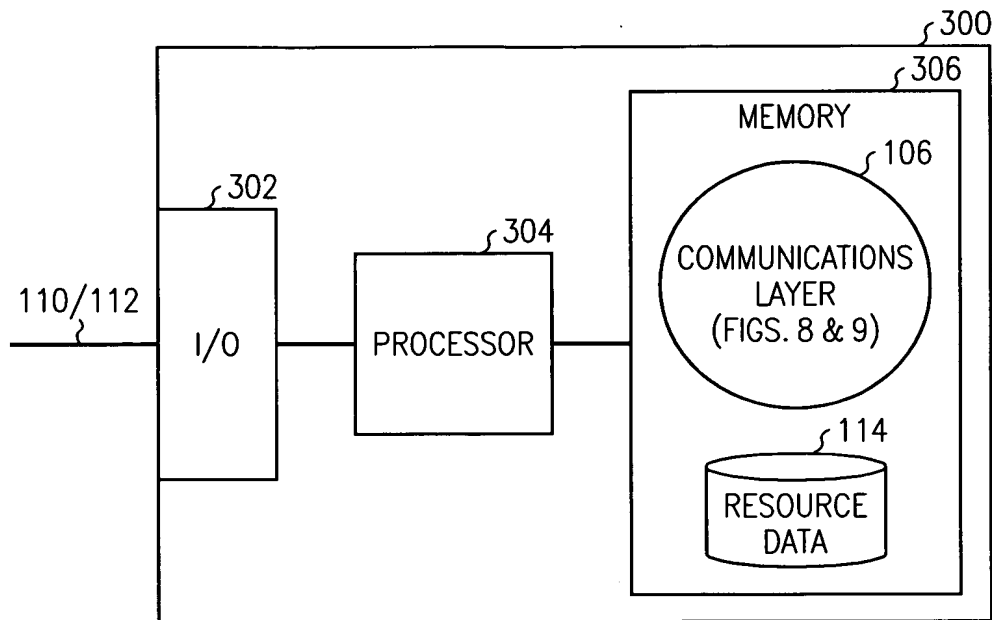 300
306
MEMORY
106
302
304
COMMUNICATIONS
LAYER
(FIGS. 8 & 9)
110/112
I/O
PROCESSOR
114
RESOURCE
DATA